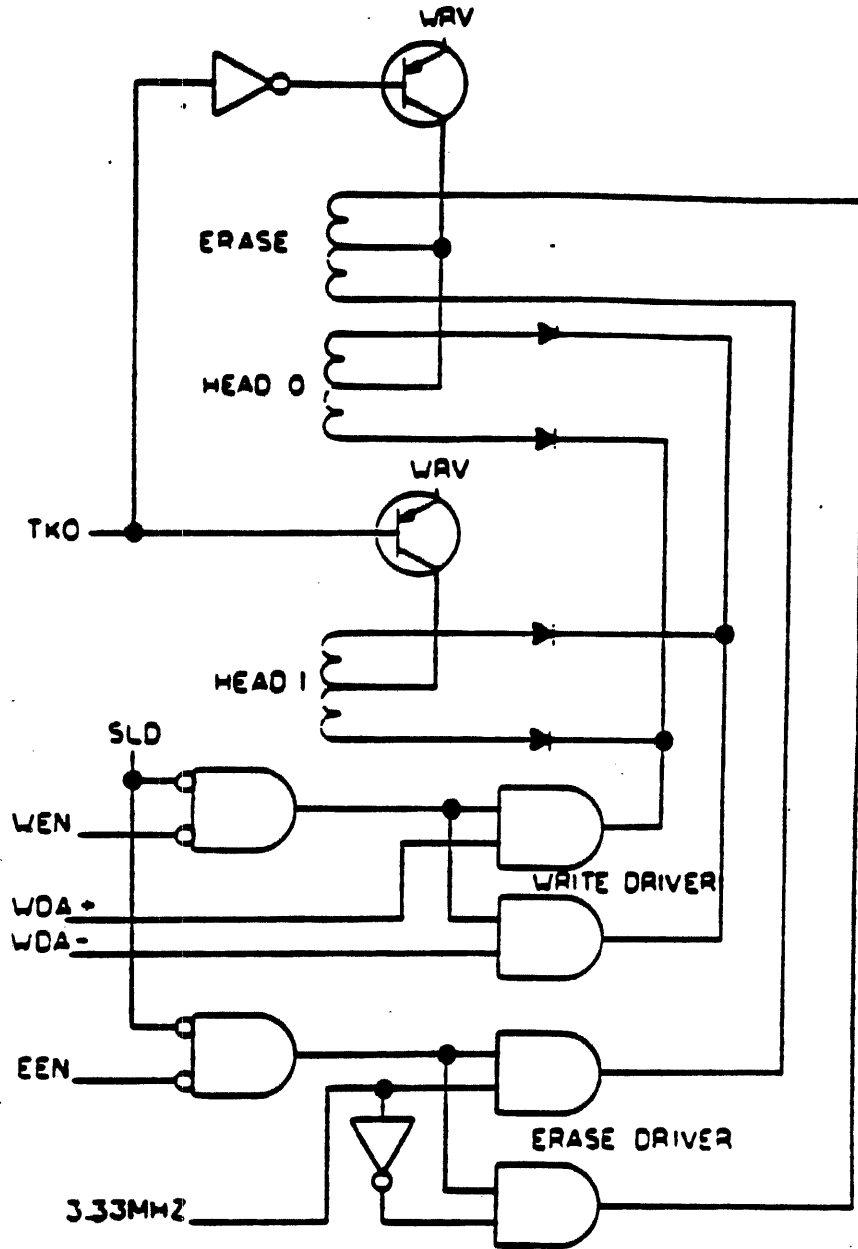 WRV
ERASE
HEAD 0
WRV
TKO
HEAD 1
SLD
WEN
WRITE DRIVER
WDA+
WDA-
EEN
ERASE DRIVER
3.33MHZ